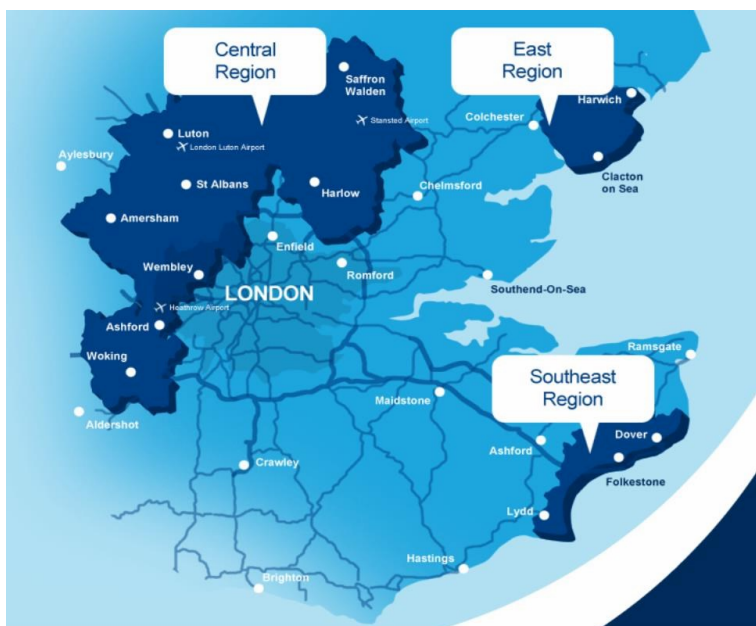 Central
Region
East
Region
Saffron
Walden
Harwich
Stansted Airport
Colchester
Luton
London Luton Airport
Aylesbury
Clacton
on Sea
St Albans
Harlow
Chelmsford
Amersham
Enfield
Wembley
Romford
Southend-On-Sea
LONDON
Heathrow Airport
Ashford
Ramsgate
Woking
Southeast
Region
Maidstone
Aldershot
Dover
Ashford
Crawley
Folkestone
Lydd
Hastings
Brighton